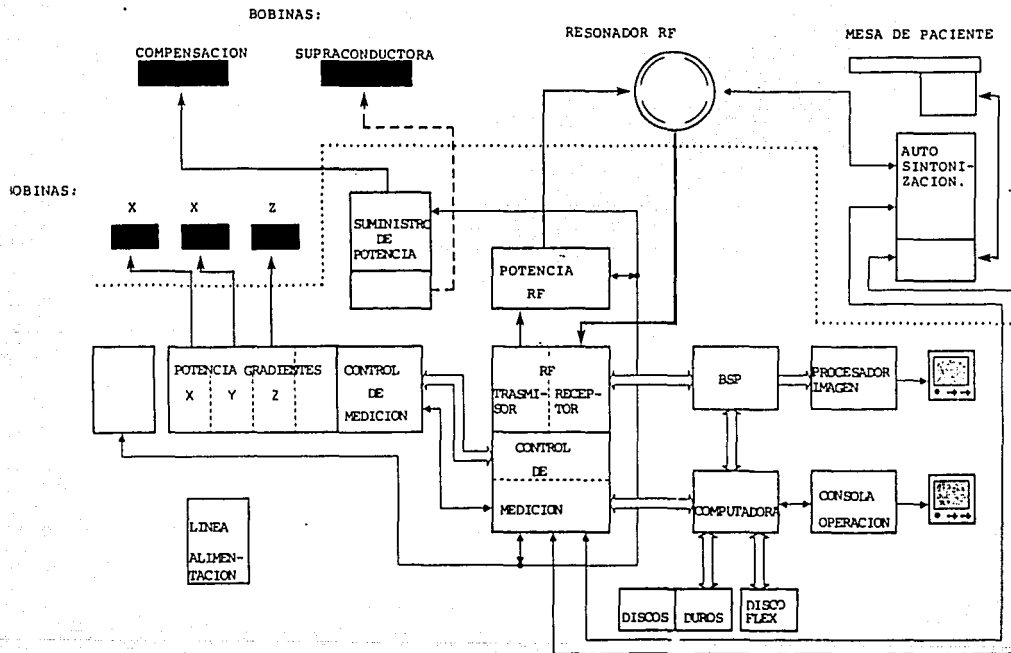 BOBINAS:
COMPENSACION
SUPRACONDUCTORA
RESONADOR RF
MESA DE PACIENTE
AUTO
SINTONI-
ZACION.
OBINAS:
X
X
Z
SUMINISTRO
DE
POTENCIA
POTENCIA
RF
POTENCIA GRADIENTES
X
Y
Z
CONTROL
DE
MEDICION
RF
TRASMI-
SOR
RECEP-
TOR
CONTROL
DE
MEDICION
BSP
PROCESADOR
IMAGEN
COMPUTADORA
CONSOLA
OPERACION
LINEA
ALIMEN-
TACION
DISCOS
DUROS
DISCO
FLEX